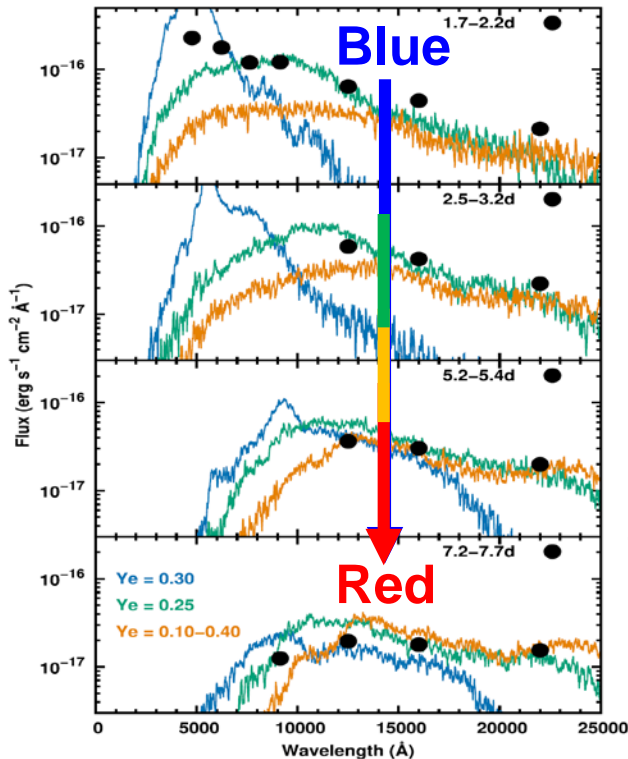 1.7−2.2d
Blue
10⁻¹⁶
10⁻¹⁷
2.5−3.2d
10⁻¹⁶
10⁻¹⁷
5.2−5.4d
10⁻¹⁶
10⁻¹⁷
Red
7.2−7.7d
10⁻¹⁶
10⁻¹⁷
Ye = 0.30
Ye = 0.25
Ye = 0.10−0.40
Flux (erg s⁻¹ cm⁻² Å⁻¹)
0 5000 10000 15000 20000 25000
Wavelength (Å)